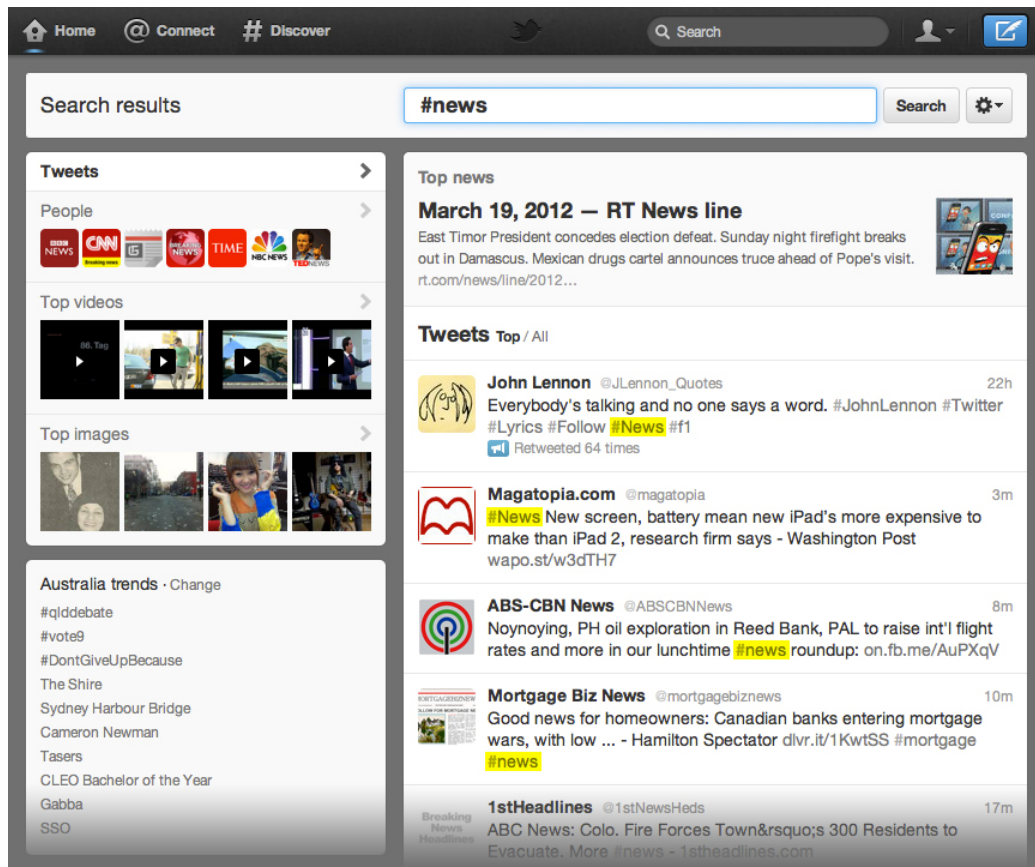 Home Connect Discover Search
Search results #news Search
Tweets
People
BBC NEWS CNN Breaking news BREAKING NEWS TIME NBC NEWS TEDNEWS
Top videos
86. Tag
Top images
Australia trends · Change
#qlddebate
#vote9
#DontGiveUpBecause
The Shire
Sydney Harbour Bridge
Cameron Newman
Tasers
CLEO Bachelor of the Year
Gabba
SSO
Top news
March 19, 2012 — RT News line
East Timor President concedes election defeat. Sunday night firefight breaks
out in Damascus. Mexican drugs cartel announces truce ahead of Pope's visit.
rt.com/news/line/2012...
Tweets Top / All
John Lennon @JLennon_Quotes 22h
Everybody's talking and no one says a word. #JohnLennon #Twitter
#Lyrics #Follow #News #f1
Retweeted 64 times
Magatopia.com @magatopia 3m
#News New screen, battery mean new iPad's more expensive to
make than iPad 2, research firm says - Washington Post
wapo.st/w3dTH7
ABS-CBN News @ABSCBNNews 8m
Noynoying, PH oil exploration in Reed Bank, PAL to raise int'l flight
rates and more in our lunchtime #news roundup: on.fb.me/AuPXqV
Mortgage Biz News @mortgagebiznews 10m
Good news for homeowners: Canadian banks entering mortgage
wars, with low ... - Hamilton Spectator dlvr.it/1KwtSS #mortgage
#news
Breaking
News
Headlines
1stHeadlines @1stNewsHeds 17m
ABC News: Colo. Fire Forces Town&rsquo;s 300 Residents to
Evacuate. More #news - 1stheadlines.com